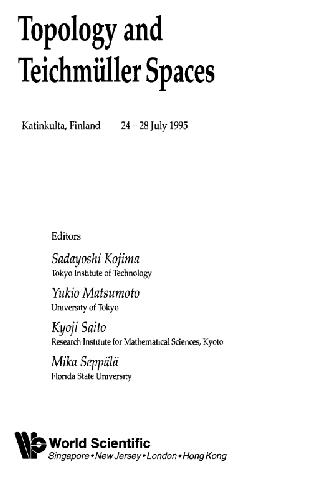 Topology and
Teichmüller Spaces
Katinkulta, Finland 24 – 28 July 1995
Editors
Sadayoshi Kojima
Tokyo Institute of Technology
Yukio Matsumoto
University of Tokyo
Kyoji Saito
Research Institute for Mathematical Sciences, Kyoto
Mika Seppälä
Florida State University
World Scientific
Singapore • New Jersey • London • Hong Kong